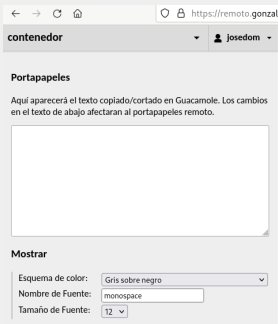 https://remoto.gonzal
contenedor
josedom
Portapapeles
Aquí aparecerá el texto copiado/cortado en Guacamole. Los cambios
en el texto de abajo afectaran al portapapeles remoto.
Mostrar
Esquema de color: Gris sobre negro
Nombre de Fuente: monospace
Tamaño de Fuente: 12